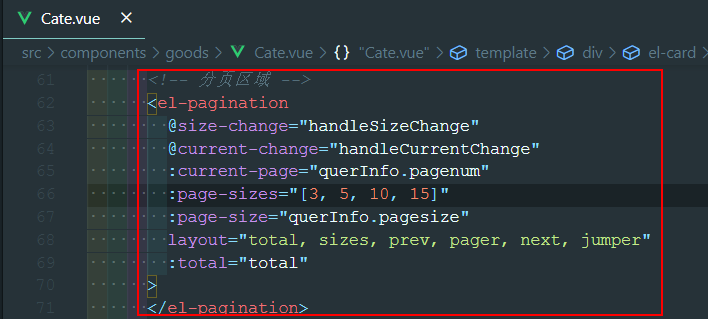 Cate.vue ×
src > components > goods > Cate.vue > {} "Cate.vue" > template > div > el-card
61 <!-- 分页区域 -->
62 <el-pagination
63 @size-change="handleSizeChange"
64 @current-change="handleCurrentChange"
65 :current-page="querInfo.pagenum"
66 :page-sizes="[3, 5, 10, 15]"
67 :page-size="querInfo.pagesize"
68 layout="total, sizes, prev, pager, next, jumper"
69 :total="total"
70 >
71 </el-pagination>